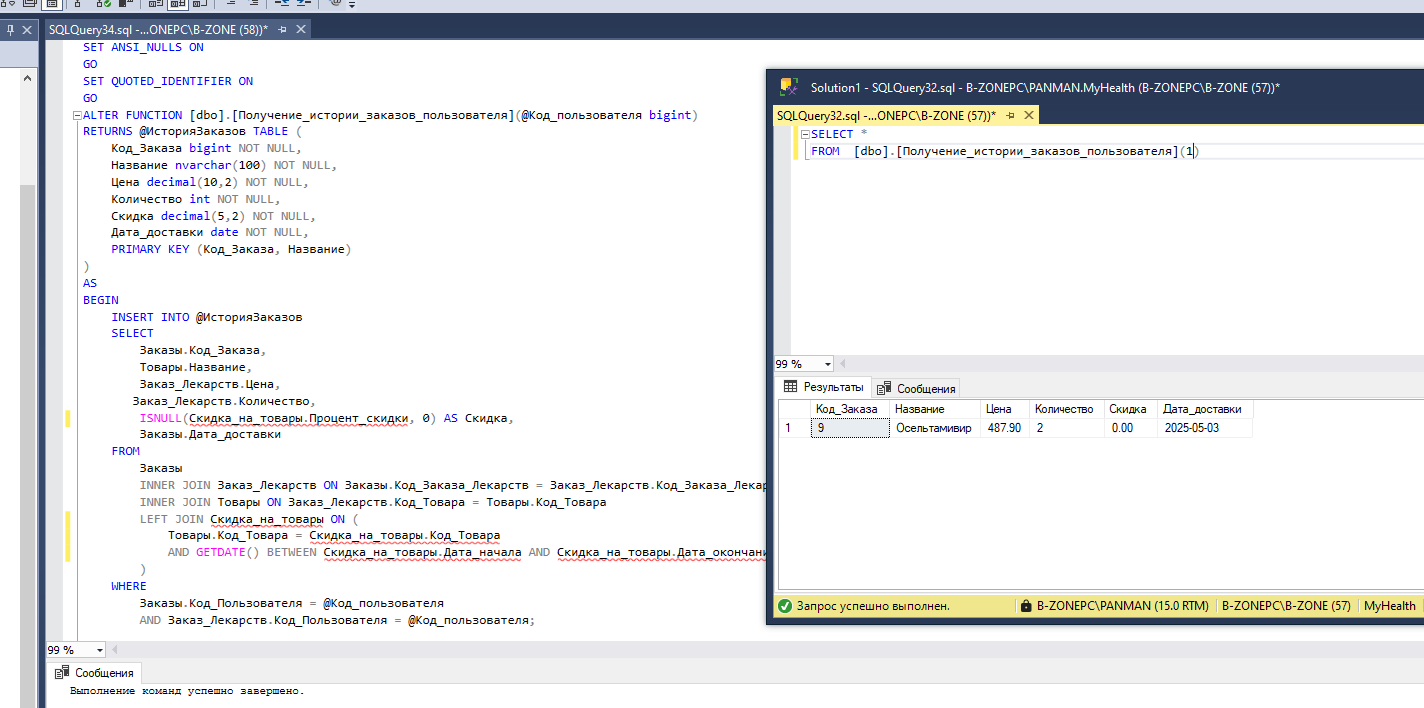 SQLQuery34.sql -...ONEPC\B-ZONE (58))*
SET ANSI_NULLS ON
GO
SET QUOTED_IDENTIFIER ON
GO
ALTER FUNCTION [dbo].[Получение_истории_заказов_пользователя](@Код_пользователя bigint)
RETURNS @ИсторияЗаказов TABLE (
Код_Заказа bigint NOT NULL,
Название nvarchar(100) NOT NULL,
Цена decimal(10,2) NOT NULL,
Количество int NOT NULL,
Скидка decimal(5,2) NOT NULL,
Дата_доставки date NOT NULL,
PRIMARY KEY (Код_Заказа, Название)
)
AS
BEGIN
INSERT INTO @ИсторияЗаказов
SELECT
Заказы.Код_Заказа,
Товары.Название,
Заказ_Лекарств.Цена,
Заказ_Лекарств.Количество,
ISNULL(Скидка_на_товары.Процент_скидки, 0) AS Скидка,
Заказы.Дата_доставки
FROM
Заказы
INNER JOIN Заказ_Лекарств ON Заказы.Код_Заказа_Лекарств = Заказ_Лекарств.Код_Заказа_Лекар
INNER JOIN Товары ON Заказ_Лекарств.Код_Товара = Товары.Код_Товара
LEFT JOIN Скидка_на_товары ON (
Товары.Код_Товара = Скидка_на_товары.Код_Товара
AND GETDATE() BETWEEN Скидка_на_товары.Дата_начала AND Скидка_на_товары.Дата_окончани
)
WHERE
Заказы.Код_Пользователя = @Код_пользователя
AND Заказ_Лекарств.Код_Пользователя = @Код_пользователя;
99 %
Сообщения
Выполнение команд успешно завершено.
Solution1 - SQLQuery32.sql - B-ZONEPC\PANMAN.MyHealth (B-ZONEPC\B-ZONE (57))*
SQLQuery32.sql -...ONEPC\B-ZONE (57))*
SELECT *
FROM [dbo].[Получение_истории_заказов_пользователя](1)
99 %
Результаты Сообщения
Код_Заказа Название Цена Количество Скидка Дата_доставки
1 9 Осельтамивир 487.90 2 0.00 2025-05-03
Запрос успешно выполнен. B-ZONEPC\PANMAN (15.0 RTM) B-ZONEPC\B-ZONE (57) MyHealth